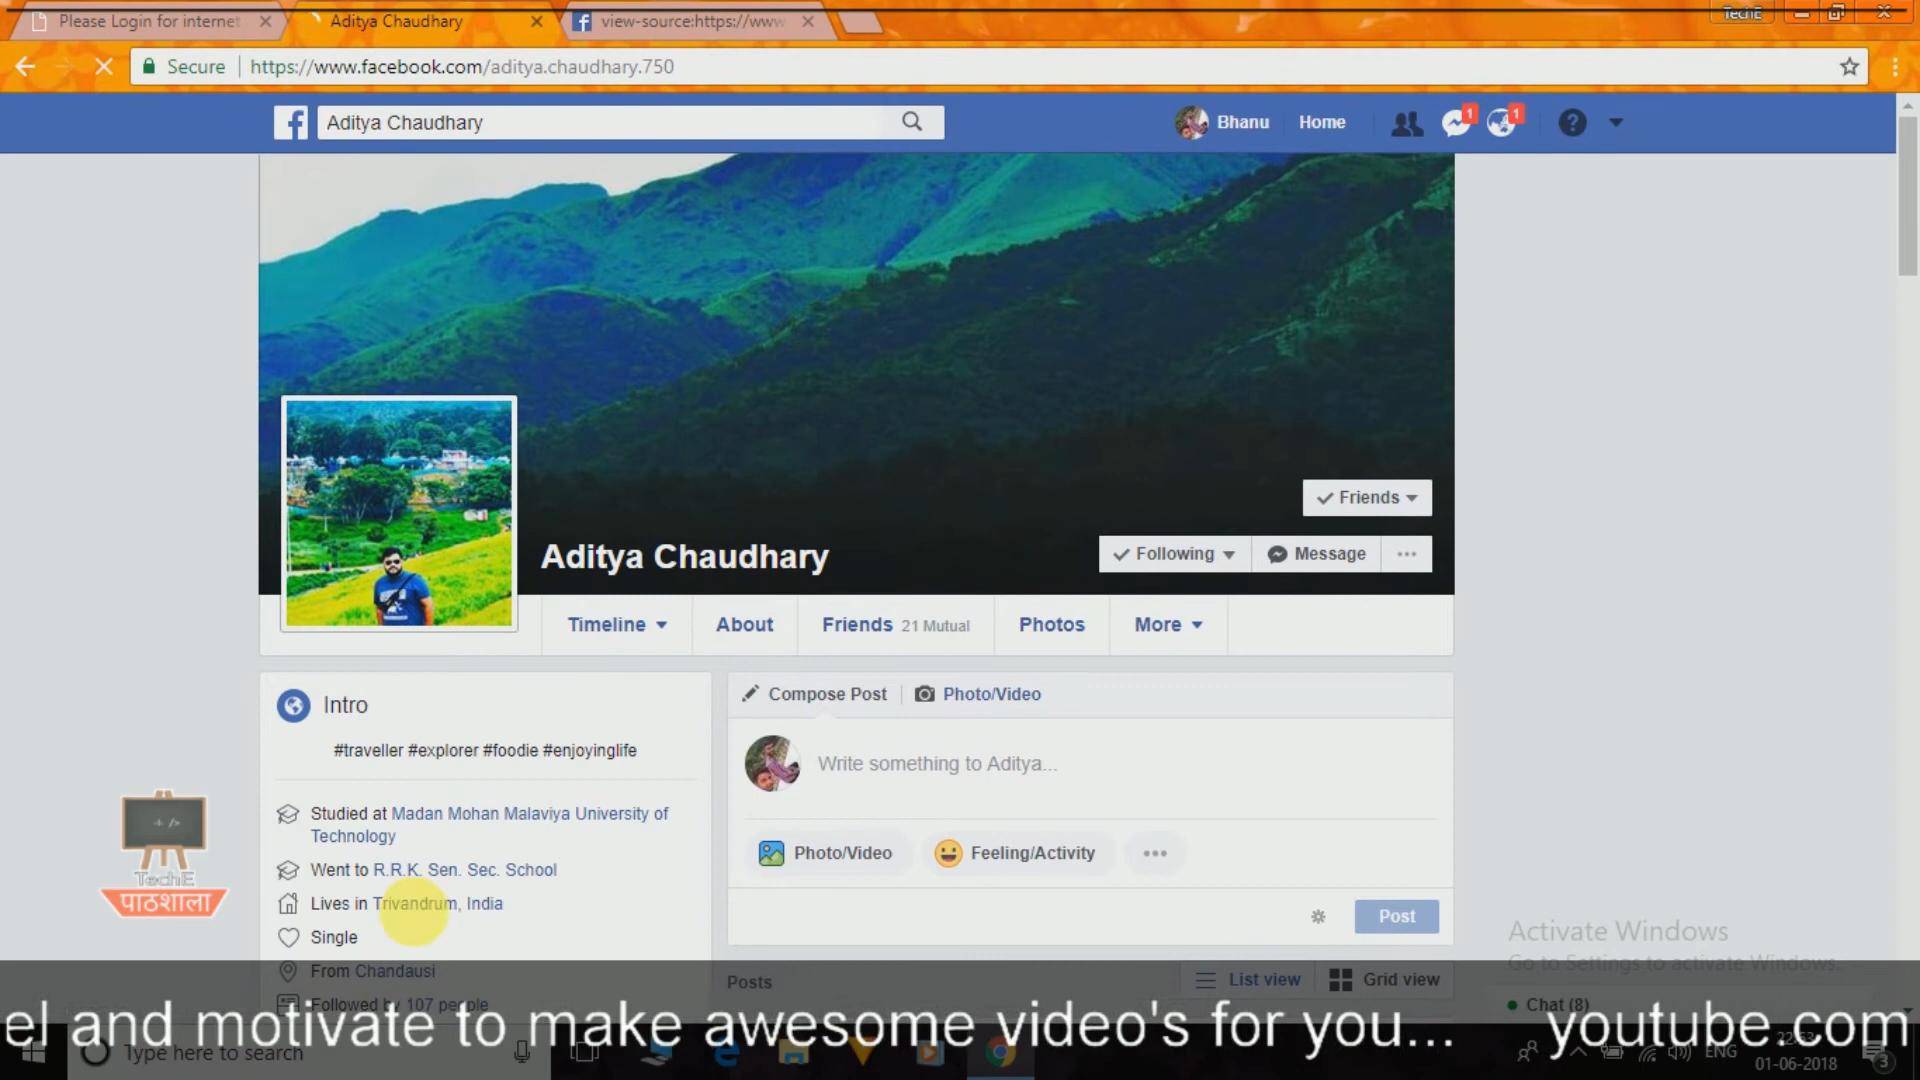 Please Login for internet
Aditya Chaudhary
view-source:https://www
TechE
Secure
https://www.facebook.com/aditya.chaudhary.750
Aditya Chaudhary
Bhanu
Home
1
1
Friends
Aditya Chaudhary
Following
Message
Timeline
About
Friends 21 Mutual
Photos
More
Intro
#traveller #explorer #foodie #enjoyinglife
Studied at Madan Mohan Malaviya University of
Technology
Went to R.R.K. Sen. Sec. School
Lives in Trivandrum, India
Single
From Chandausi
Followed by 107 people
Compose Post
Photo/Video
Write something to Aditya...
Photo/Video
Feeling/Activity
Post
Posts
List view
Grid view
TechE
पाठशाला
Activate Windows
Go to Settings to activate Windows.
Chat (8)
el and motivate to make awesome video's for you...
youtube.com
Type here to search
ENG
01-06-2018
3